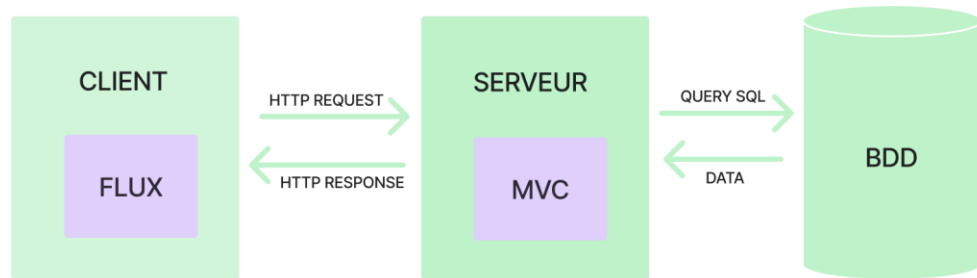 CLIENT
FLUX
HTTP REQUEST
HTTP RESPONSE
SERVEUR
MVC
QUERY SQL
DATA
BDD